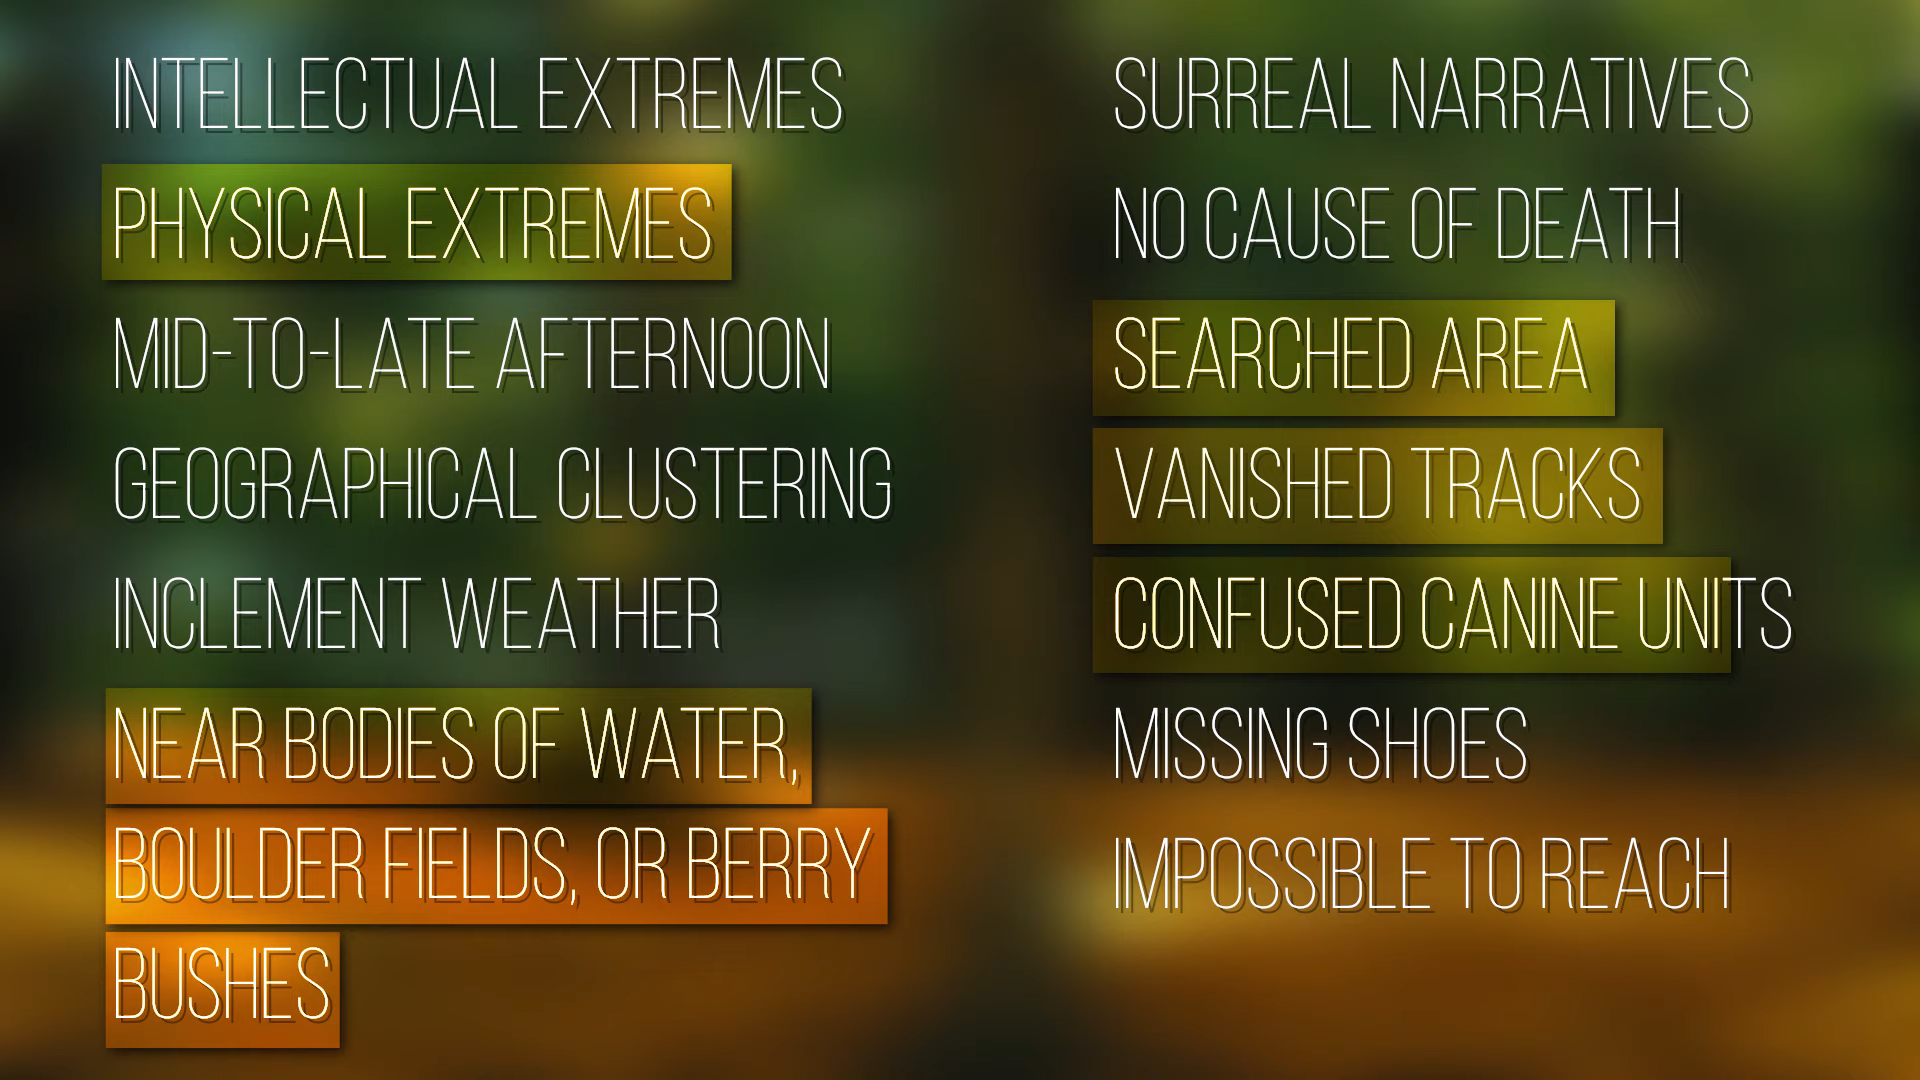 INTELLECTUAL EXTREMES
PHYSICAL EXTREMES
MID-TO-LATE AFTERNOON
GEOGRAPHICAL CLUSTERING
INCLEMENT WEATHER
NEAR BODIES OF WATER,
BOULDER FIELDS, OR BERRY
BUSHES
SURREAL NARRATIVES
NO CAUSE OF DEATH
SEARCHED AREA
VANISHED TRACKS
CONFUSED CANINE UNITS
MISSING SHOES
IMPOSSIBLE TO REACH